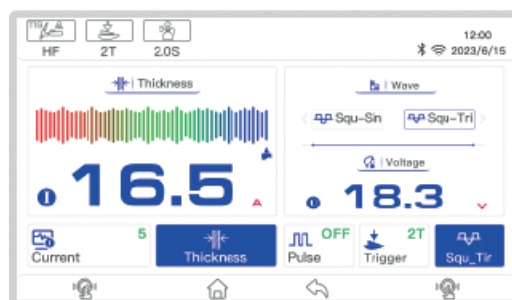 TIG
HF 2T 2.0S
12:00
2023/6/15
Thickness
Wave
Squ-Sin Squ-Tri
Voltage
16.5 A
18.3 V
5 OFF 2T
Current Thickness Pulse Trigger Squ_Tir